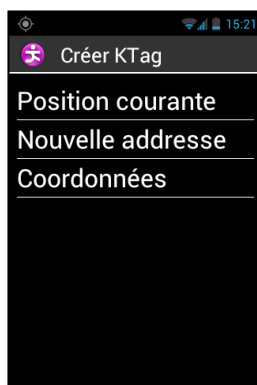 15:21
Créer KTag
Position courante
Nouvelle addresse
Coordonnées